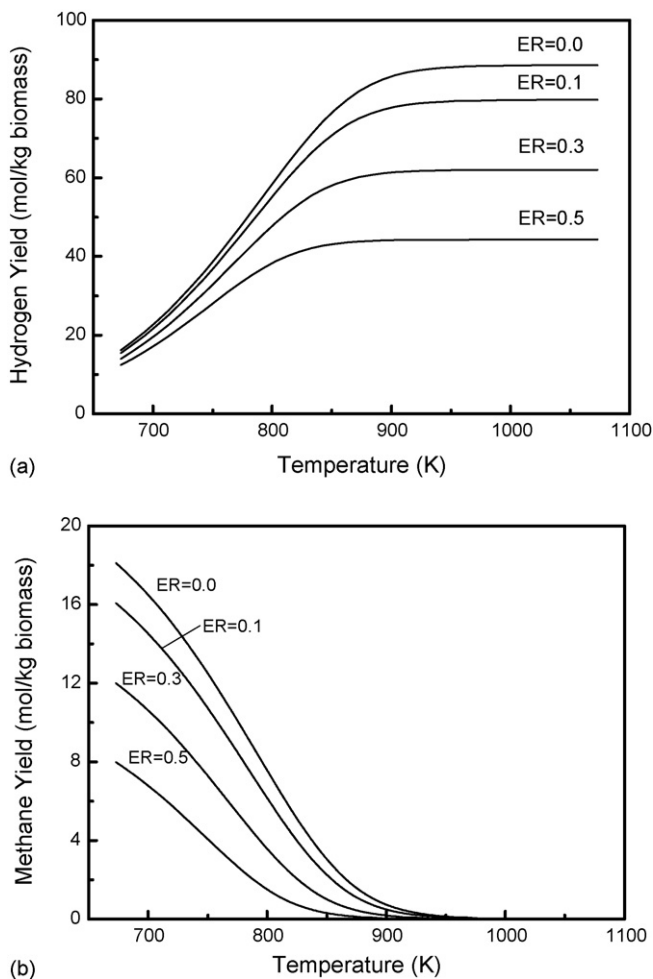 100
80
60
40
20
0
Hydrogen Yield (mol/kg biomass)
ER=0.0
ER=0.1
ER=0.3
ER=0.5
700 800 900 1000 1100
(a) Temperature (K)
20
16
12
8
4
0
Methane Yield (mol/kg biomass)
ER=0.0
ER=0.1
ER=0.3
ER=0.5
700 800 900 1000 1100
(b) Temperature (K)